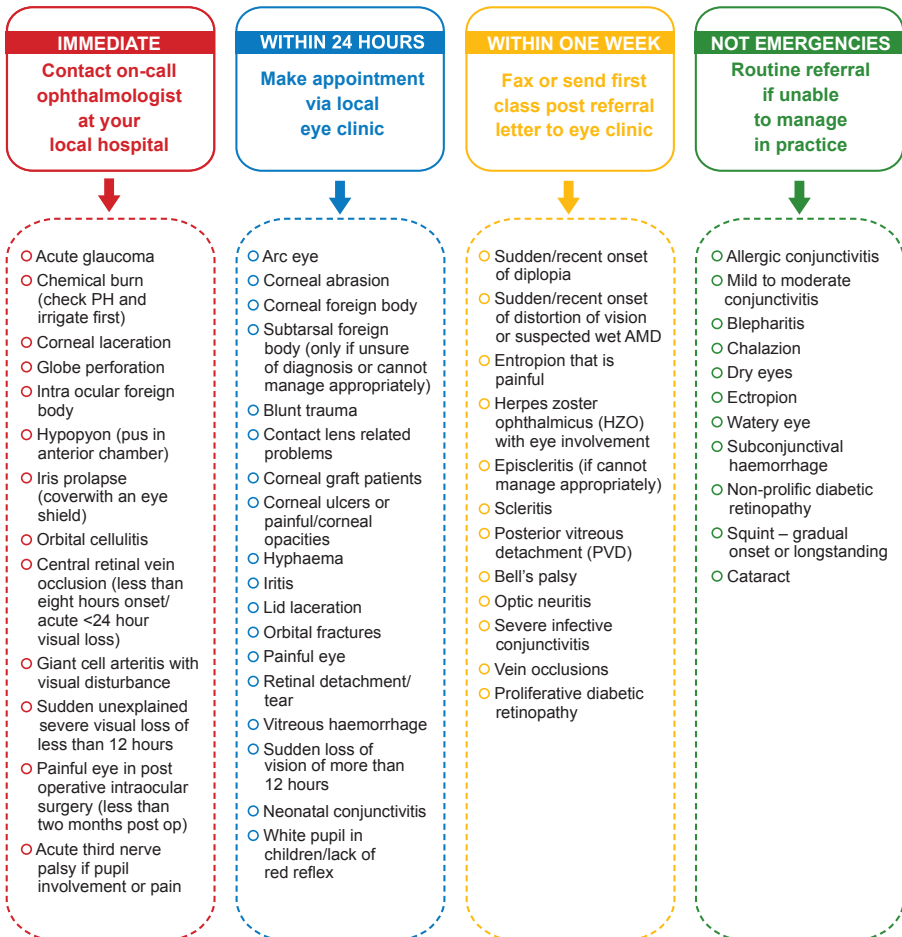 IMMEDIATE
Contact on-call
ophthalmologist
at your
local hospital
Acute glaucoma
Chemical burn
(check PH and
irrigate first)
Corneal laceration
Globe perforation
Intra ocular foreign
body
Hypopyon (pus in
anterior chamber)
Iris prolapse
(coverwith an eye
shield)
Orbital cellulitis
Central retinal vein
occlusion (less than
eight hours onset/
acute <24 hour
visual loss)
Giant cell arteritis with
visual disturbance
Sudden unexplained
severe visual loss of
less than 12 hours
Painful eye in post
operative intraocular
surgery (less than
two months post op)
Acute third nerve
palsy if pupil
involvement or pain
WITHIN 24 HOURS
Make appointment
via local
eye clinic
Arc eye
Corneal abrasion
Corneal foreign body
Subtarsal foreign
body (only if unsure
of diagnosis or cannot
manage appropriately)
Blunt trauma
Contact lens related
problems
Corneal graft patients
Corneal ulcers or
painful/corneal
opacities
Hyphaema
Iritis
Lid laceration
Orbital fractures
Painful eye
Retinal detachment/
tear
Vitreous haemorrhage
Sudden loss of
vision of more than
12 hours
Neonatal conjunctivitis
White pupil in
children/lack of
red reflex
WITHIN ONE WEEK
Fax or send first
class post referral
letter to eye clinic
Sudden/recent onset
of diplopia
Sudden/recent onset
of distortion of vision
or suspected wet AMD
Entropion that is
painful
Herpes zoster
ophthalmicus (HZO)
with eye involvement
Episcleritis (if cannot
manage appropriately)
Scleritis
Posterior vitreous
detachment (PVD)
Bell's palsy
Optic neuritis
Severe infective
conjunctivitis
Vein occlusions
Proliferative diabetic
retinopathy
NOT EMERGENCIES
Routine referral
if unable
to manage
in practice
Allergic conjunctivitis
Mild to moderate
conjunctivitis
Blepharitis
Chalazion
Dry eyes
Ectropion
Watery eye
Subconjunctival
haemorrhage
Non-prolific diabetic
retinopathy
Squint – gradual
onset or longstanding
Cataract